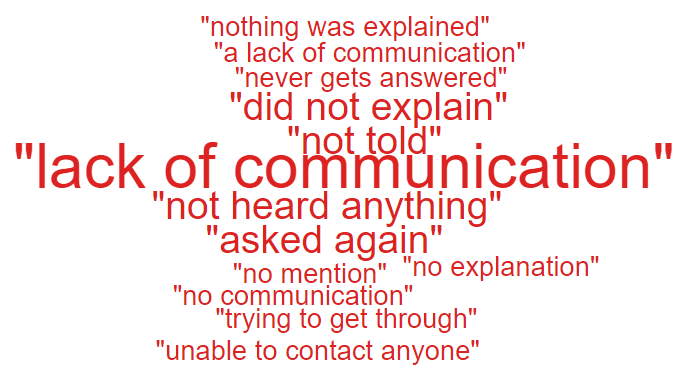 "nothing was explained"
"a lack of communication"
"never gets answered"
"did not explain"
"not told"
"lack of communication"
"not heard anything"
"asked again"
"no mention" "no explanation"
"no communication"
"trying to get through"
"unable to contact anyone"